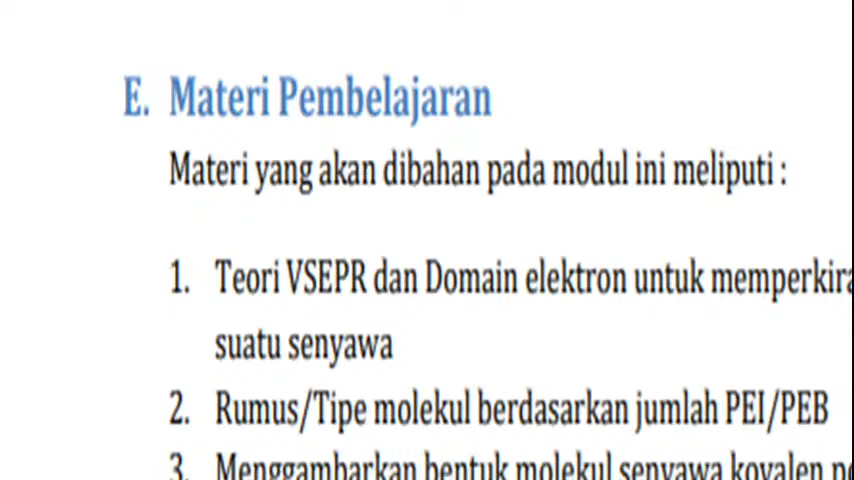 E. Materi Pembelajaran
Materi yang akan dibahan pada modul ini meliputi :
1. Teori VSEPR dan Domain elektron untuk
suatu senyawa
2. Rumus/Tipe molekul berdasarkan jumlah PEI/PEB
3. Menggambarkan bentuk molekul senyawa kovalen